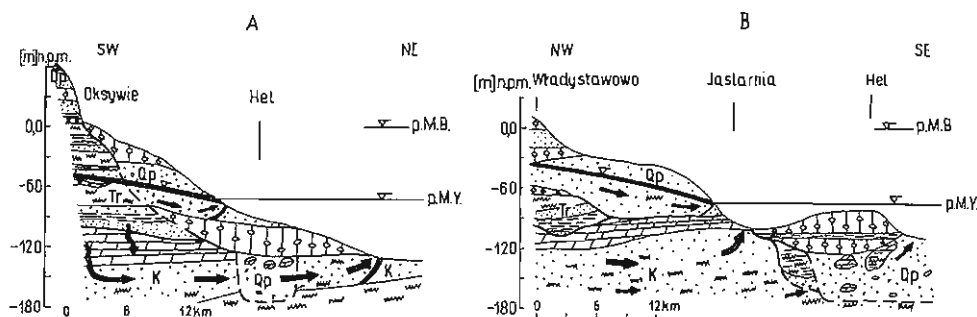 A
SW NE
[m]n.p.m.
Qp
Oksywie Hel
0,0 p.M.B.
Qp
-60
Tr p.M.Y.
-120
K Qp K
-180
0 6 12km
B
NW SE
[m]n.p.m. Władysławowo Jastarnia Hel
0,0 p.M.B
Qp
-60
Tr p.M.Y.
-120
K Qp
-180
0 6 12km